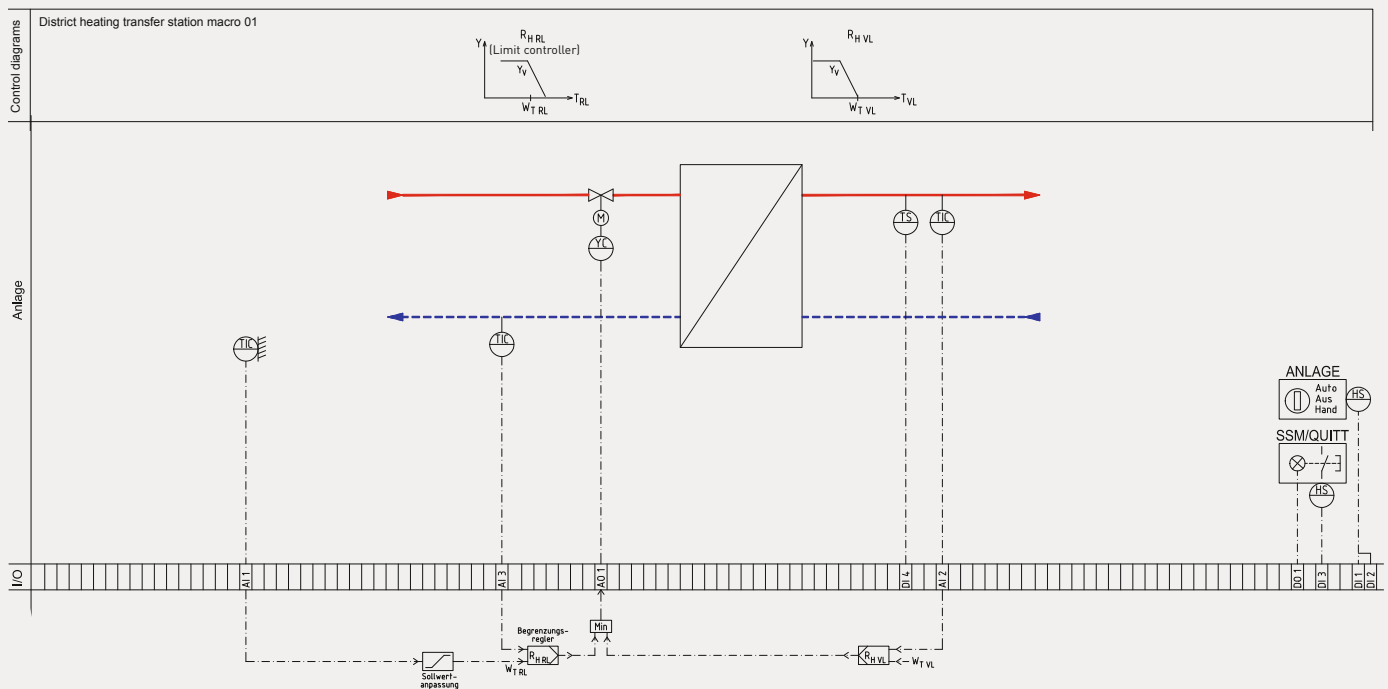 Control diagrams
District heating transfer station macro 01
R H RL
(Limit controller)
Y
Y V
T RL
W T RL
R H VL
Y
Y V
T VL
W T VL
Anlage
M
YC
TS
TIC
TIC
TIC
ANLAGE
Auto
Aus
Hand
HS
SSM/QUITT
HS
I/O
AI 1
AI 3
AO 1
DI 4
AI 2
DO 1
DI 3
DI 1
DI 2
Min
Begrenzungs-
regler
R H RL
W T RL
Sollwert-
anpassung
R H VL
W T VL